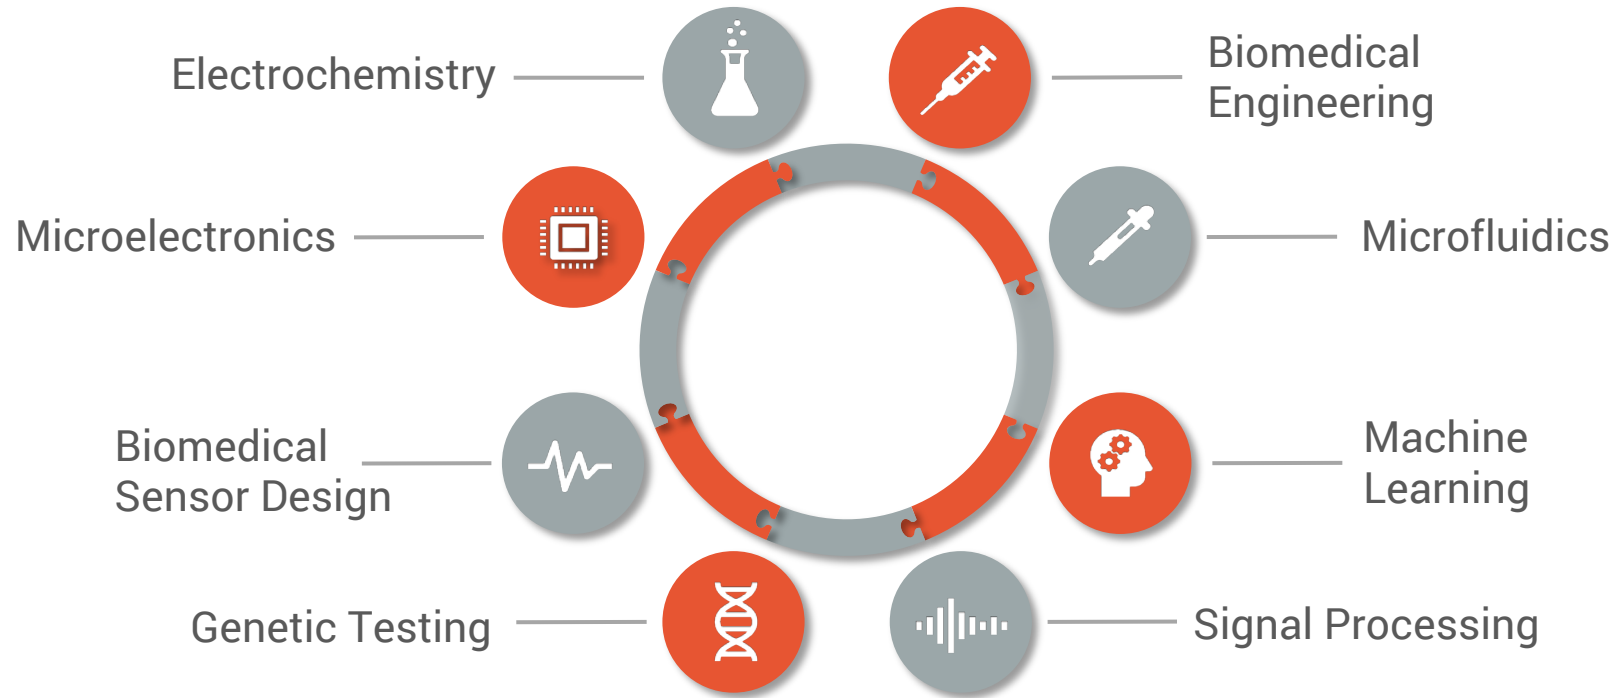 Electrochemistry
Biomedical
Engineering
Microelectronics
Microfluidics
Biomedical
Sensor Design
Machine
Learning
Genetic Testing
Signal Processing